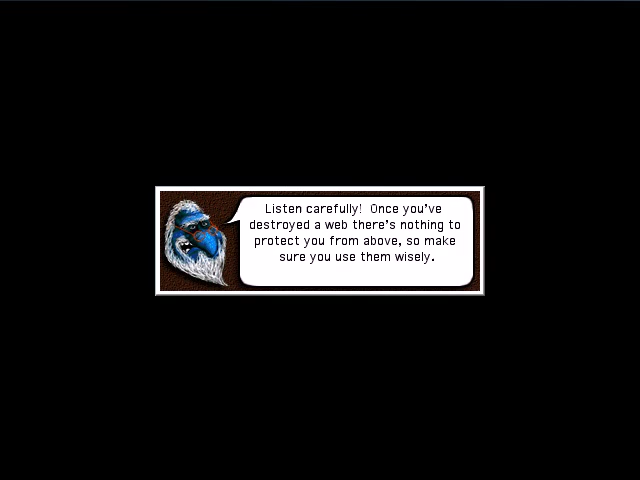 Listen carefully!  Once you've
destroyed a web there's nothing to
protect you from above, so make
sure you use them wisely.